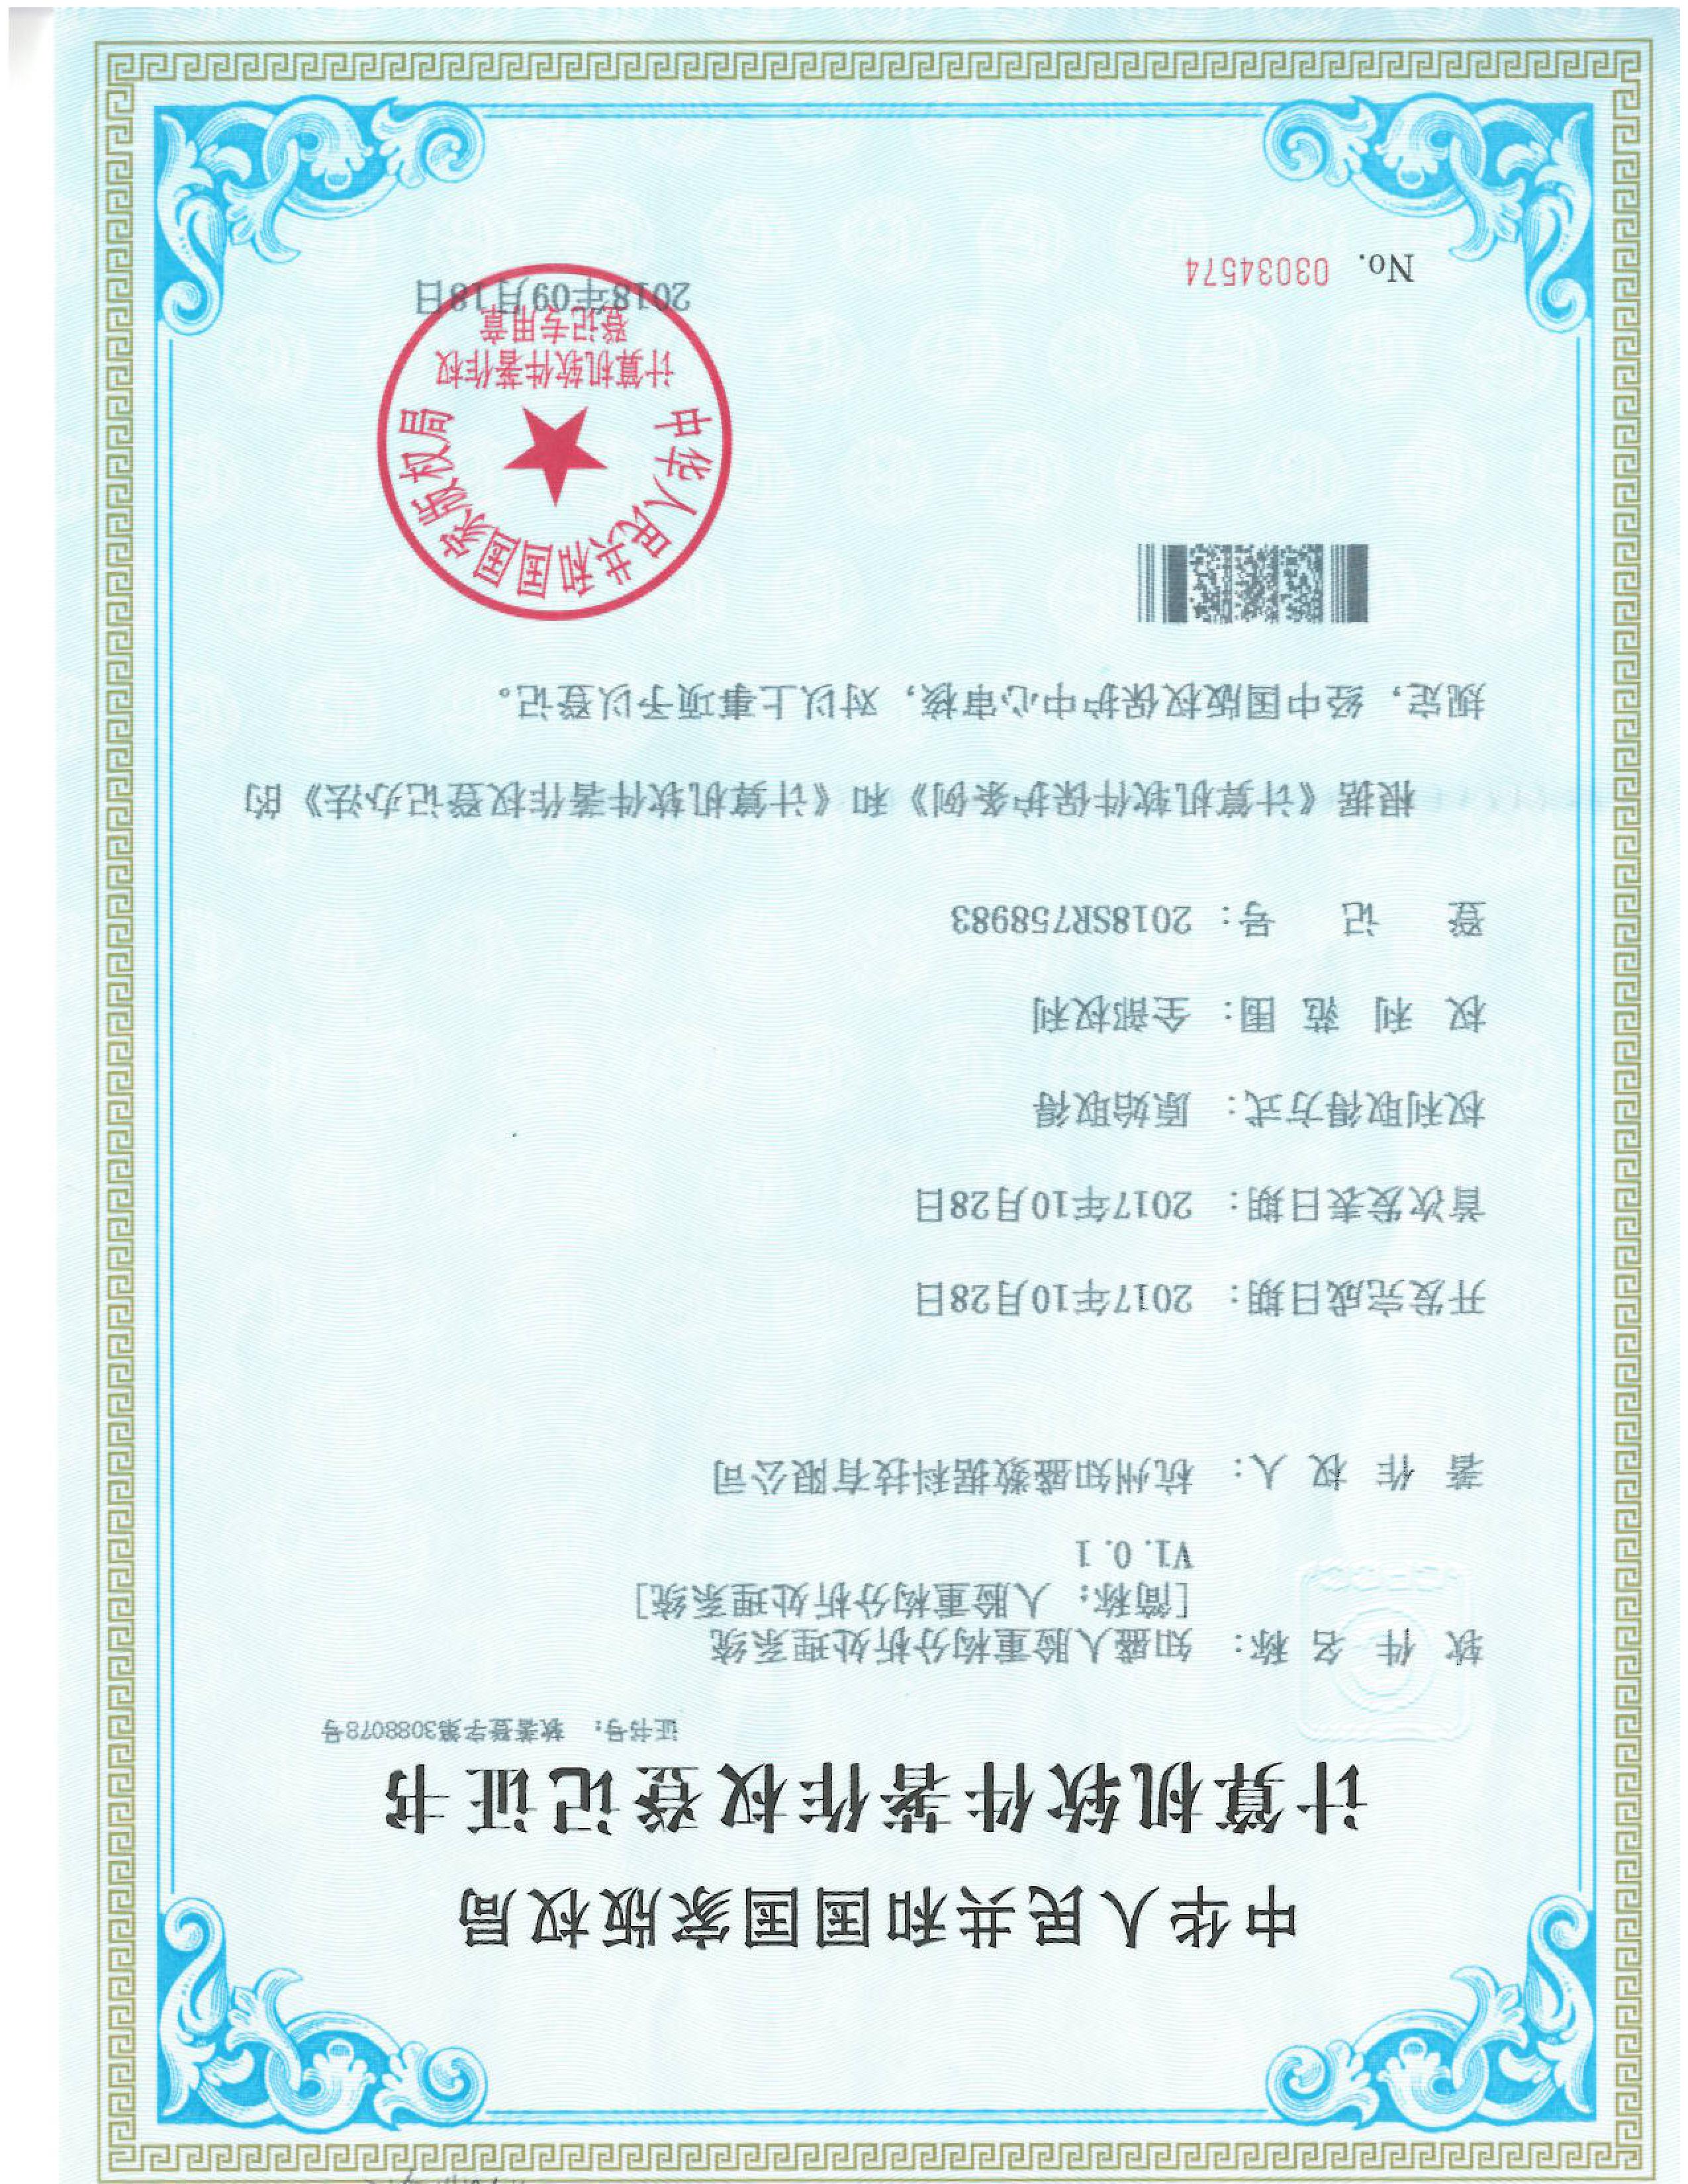 中华人民共和国国家版权局
计算机软件著作权登记证书
证书号： 软著登字第3088078号
软件名称： 知盛人脸重构分析处理系统
[简称：人脸重构分析处理系统]
V1.0.1
著作权人： 杭州知盛数据科技有限公司
开发完成日期： 2017年10月28日
首次发表日期： 2017年10月28日
权利取得方式： 原始取得
权利范围： 全部权利
登记号： 2018SR758983
根据《计算机软件保护条例》和《计算机软件著作权登记办法》的
规定，经中国版权保护中心审核，对以上事项予以登记。
中华人民共和国国家版权局
计算机软件著作权
登记专用章
2018年09月18日
No. 03034574